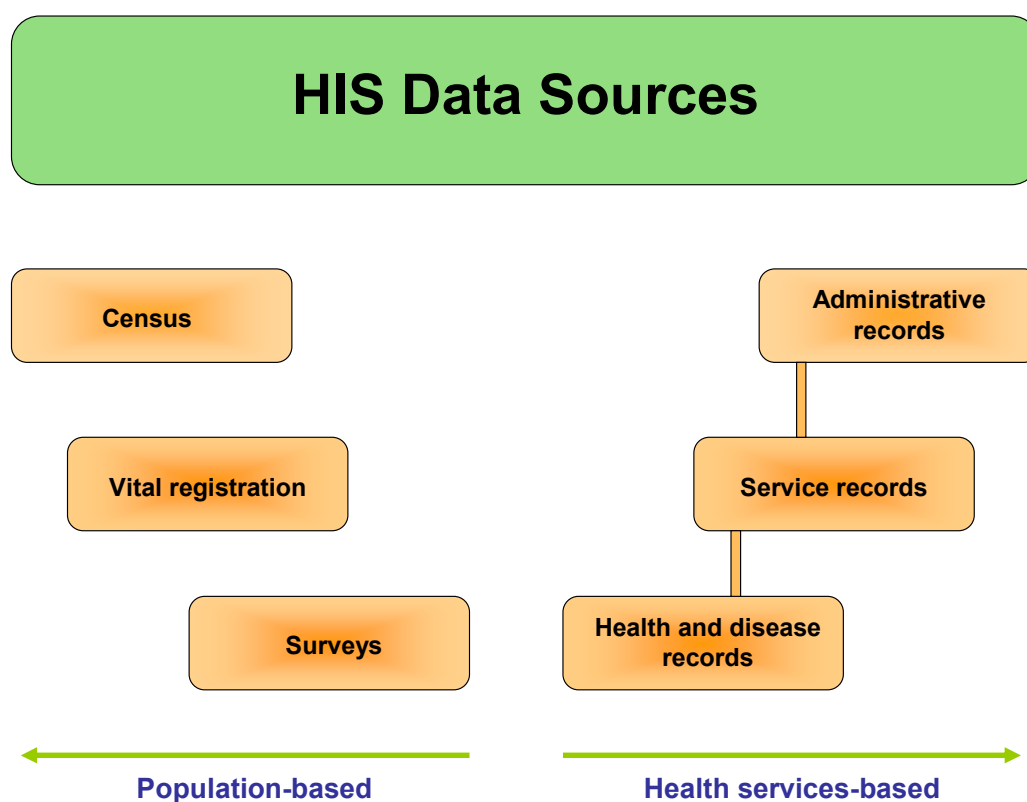 HIS Data Sources
Census
Administrative
records
Vital registration
Service records
Surveys
Health and disease
records
Population-based
Health services-based